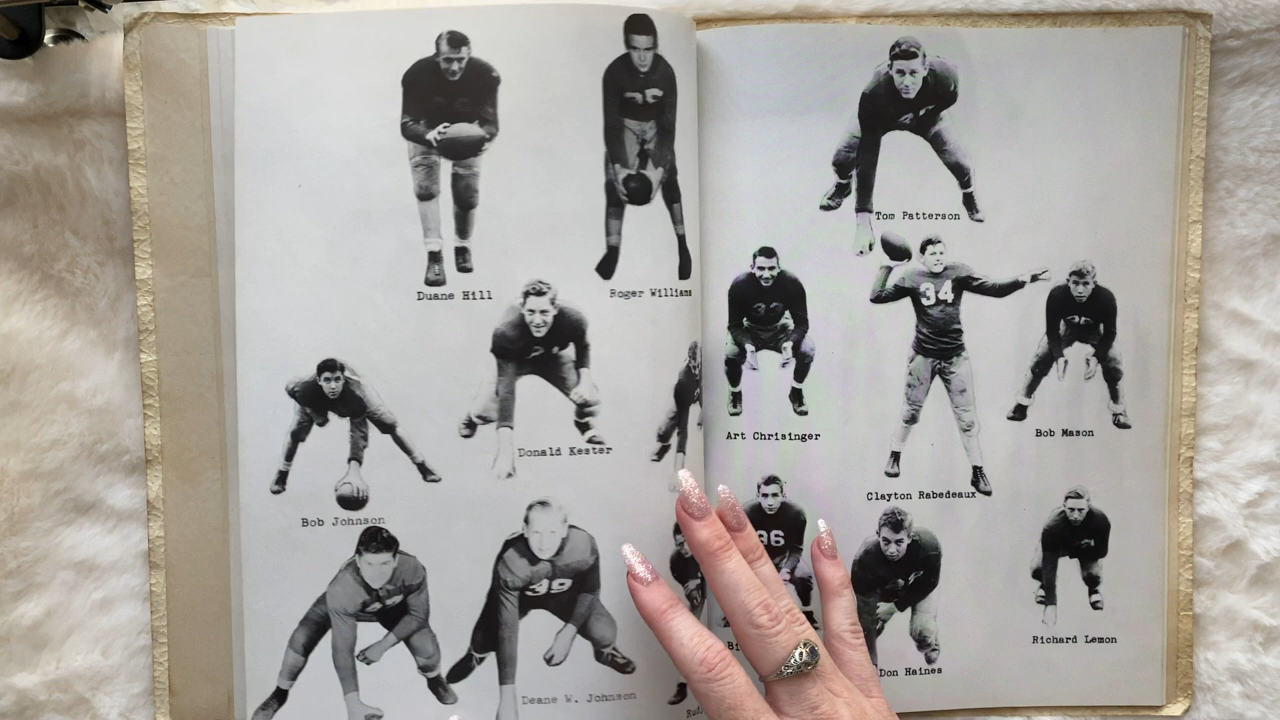 Duane Hill
Roger Williams
Donald Kester
Bob Johnson
39
Deane W. Johnson
Tom Patterson
Art Chrisinger
34
Clayton Rabedeaux
Bob Mason
Don Haines
Richard Lemon